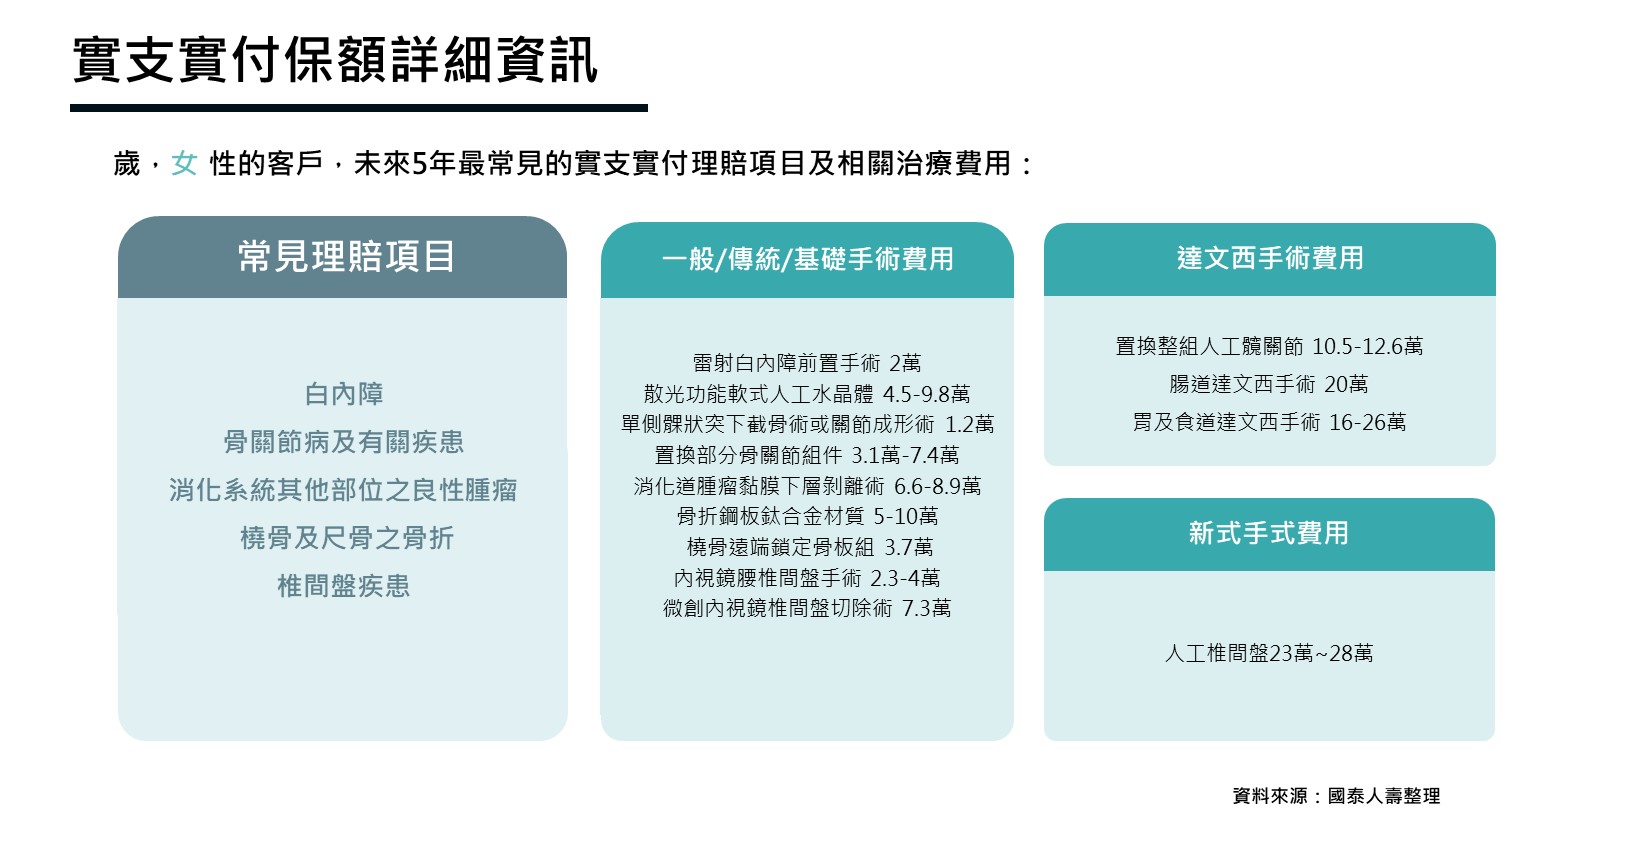 實支實付保額詳細資訊
歲，女 性的客戶，未來5年最常見的實支實付理賠項目及相關治療費用：
常見理賠項目
白內障
骨關節病及有關疾患
消化系統其他部位之良性腫瘤
橈骨及尺骨之骨折
椎間盤疾患
一般/傳統/基礎手術費用
雷射白內障前置手術 2萬
散光功能軟式人工水晶體 4.5-9.8萬
單側髁狀突下截骨術或關節成形術 1.2萬
置換部分骨關節組件 3.1萬-7.4萬
消化道腫瘤黏膜下層剝離術 6.6-8.9萬
骨折鋼板鈦合金材質 5-10萬
橈骨遠端鎖定骨板組 3.7萬
內視鏡腰椎間盤手術 2.3-4萬
微創內視鏡椎間盤切除術 7.3萬
達文西手術費用
置換整組人工髖關節 10.5-12.6萬
腸道達文西手術 20萬
胃及食道達文西手術 16-26萬
新式手式費用
人工椎間盤23萬~28萬
資料來源：國泰人壽整理